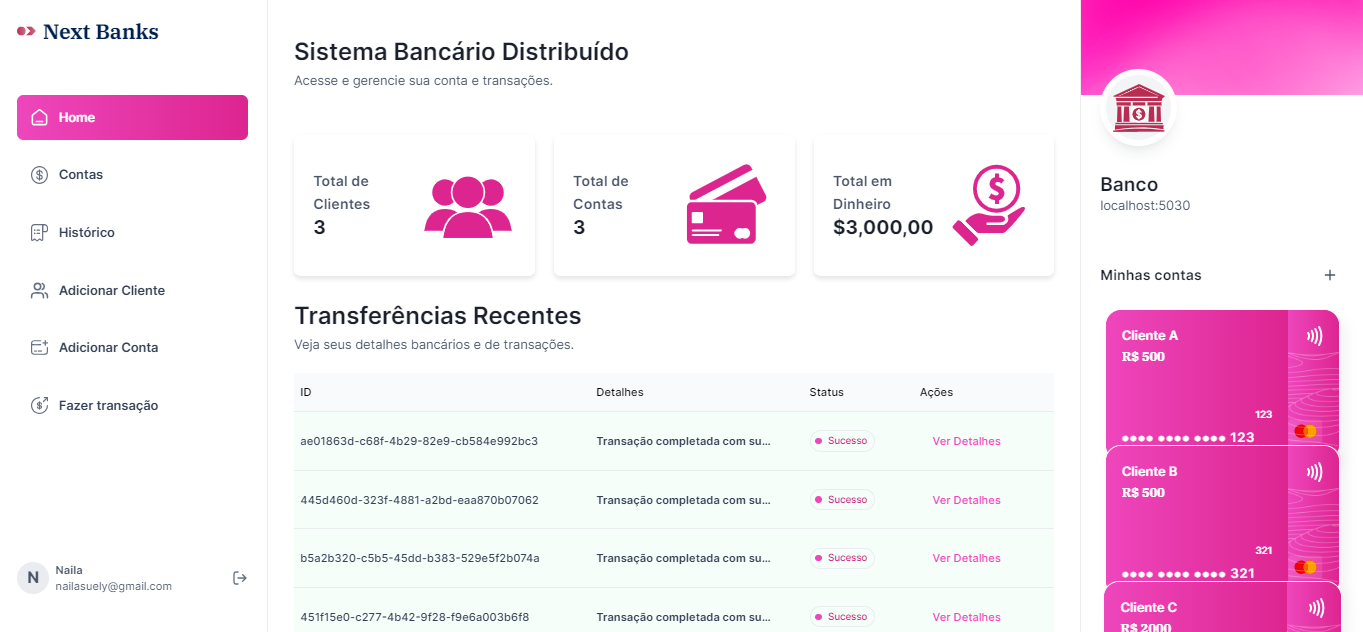 Next Banks
Home
Contas
Histórico
Adicionar Cliente
Adicionar Conta
Fazer transação
N
Naila
nailasuely@gmail.com
Sistema Bancário Distribuído
Acesse e gerencie sua conta e transações.
Total de
Clientes
3
Total de
Contas
3
Total em
Dinheiro
$3,000,00
Transferências Recentes
Veja seus detalhes bancários e de transações.
ID Detalhes Status Ações
ae01863d-c68f-4b29-82e9-cb584e992bc3 Transação completada com su... Sucesso Ver Detalhes
445d460d-323f-4881-a2bd-eaa870b07062 Transação completada com su... Sucesso Ver Detalhes
b5a2b320-c5b5-45dd-b383-529e5f2b074a Transação completada com su... Sucesso Ver Detalhes
451f15e0-c277-4b42-9f28-f9e6a003b6f8 Transação completada com su... Sucesso Ver Detalhes
Banco
localhost:5030
Minhas contas +
Cliente A
R$ 500
123
●●●● ●●●● ●●●● 123
Cliente B
R$ 500
321
●●●● ●●●● ●●●● 321
Cliente C
R$ 2000